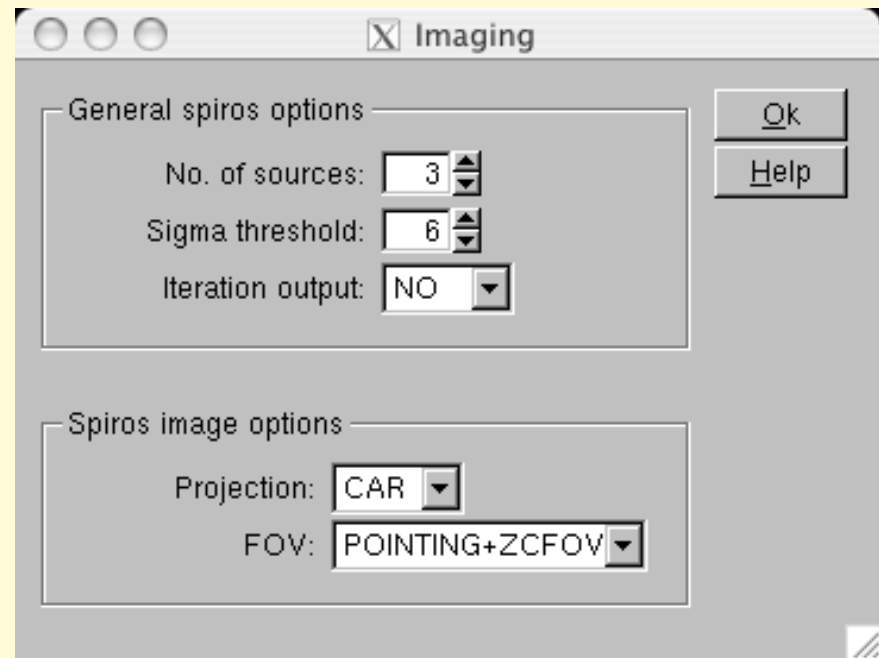 Imaging
General spiros options
No. of sources: 3
Sigma threshold: 6
Iteration output: NO
Ok
Help
Spiros image options
Projection: CAR
FOV: POINTING+ZCFOV